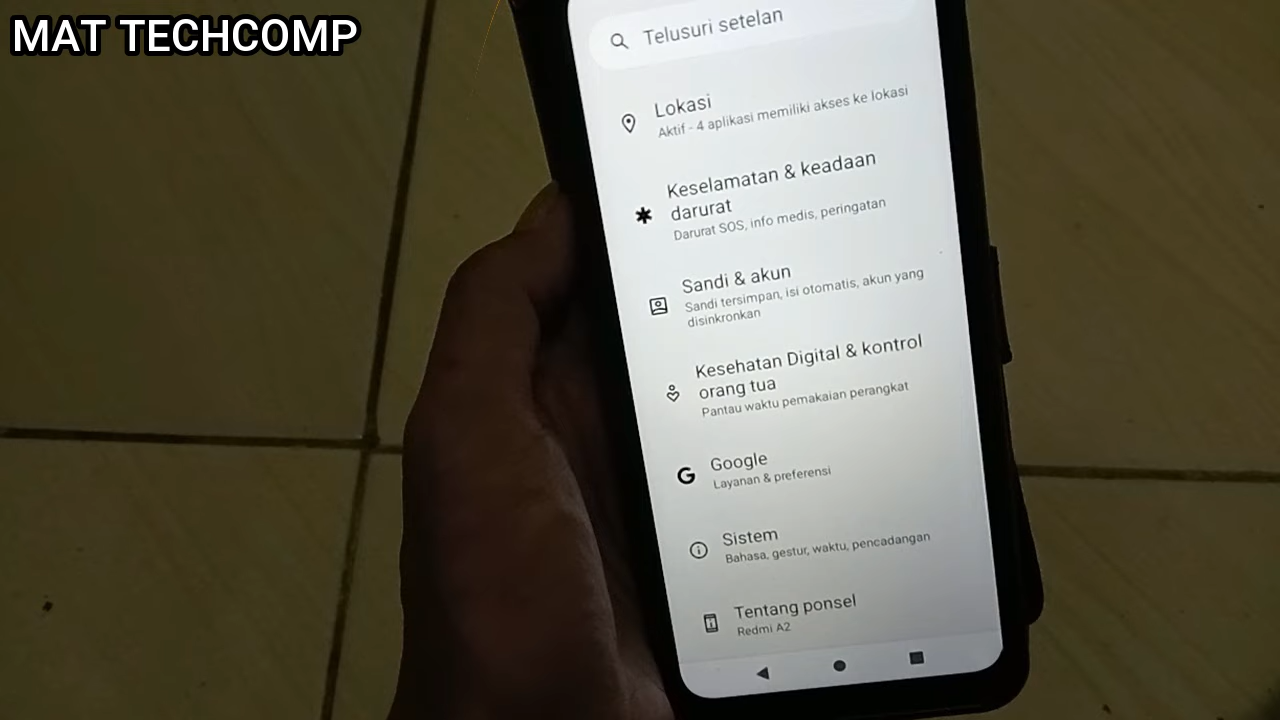 MAT TECHCOMP
Telusuri setelan
Lokasi
Aktif - 4 aplikasi memiliki akses ke lokasi
Keselamatan & keadaan
darurat
Darurat SOS, info medis, peringatan
Sandi & akun
Sandi tersimpan, isi otomatis, akun yang
disinkronkan
Kesehatan Digital & kontrol
orang tua
Pantau waktu pemakaian perangkat
Google
Layanan & preferensi
Sistem
Bahasa, gestur, waktu, pencadangan
Tentang ponsel
Redmi A2